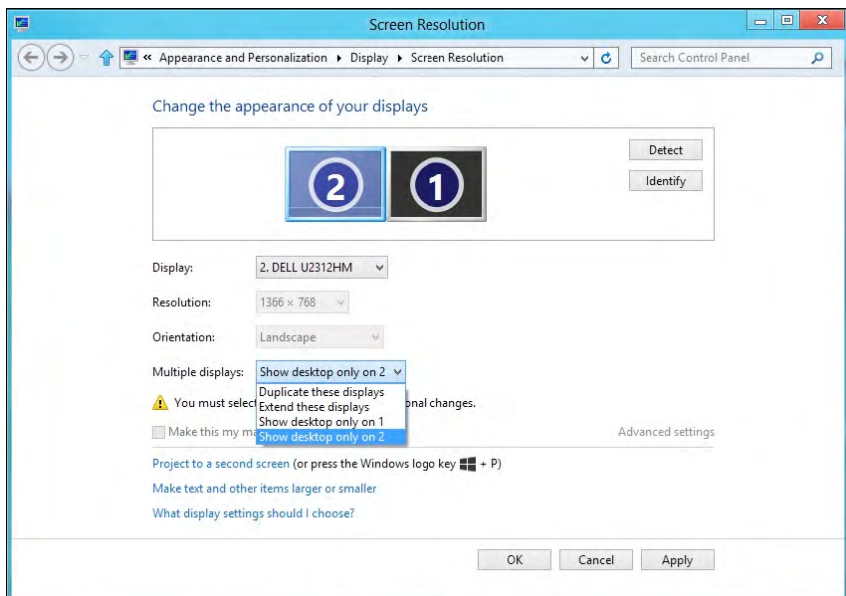 Screen Resolution
« Appearance and Personalization ▸ Display ▸ Screen Resolution
Search Control Panel
Change the appearance of your displays
2
1
Detect
Identify
Display:
2. DELL U2312HM
Resolution:
1366 × 768
Orientation:
Landscape
Multiple displays:
Show desktop only on 2
Duplicate these displays
Extend these displays
Show desktop only on 1
Show desktop only on 2
You must select
changes.
Make this my
Advanced settings
Project to a second screen (or press the Windows logo key + P)
Make text and other items larger or smaller
What display settings should I choose?
OK
Cancel
Apply